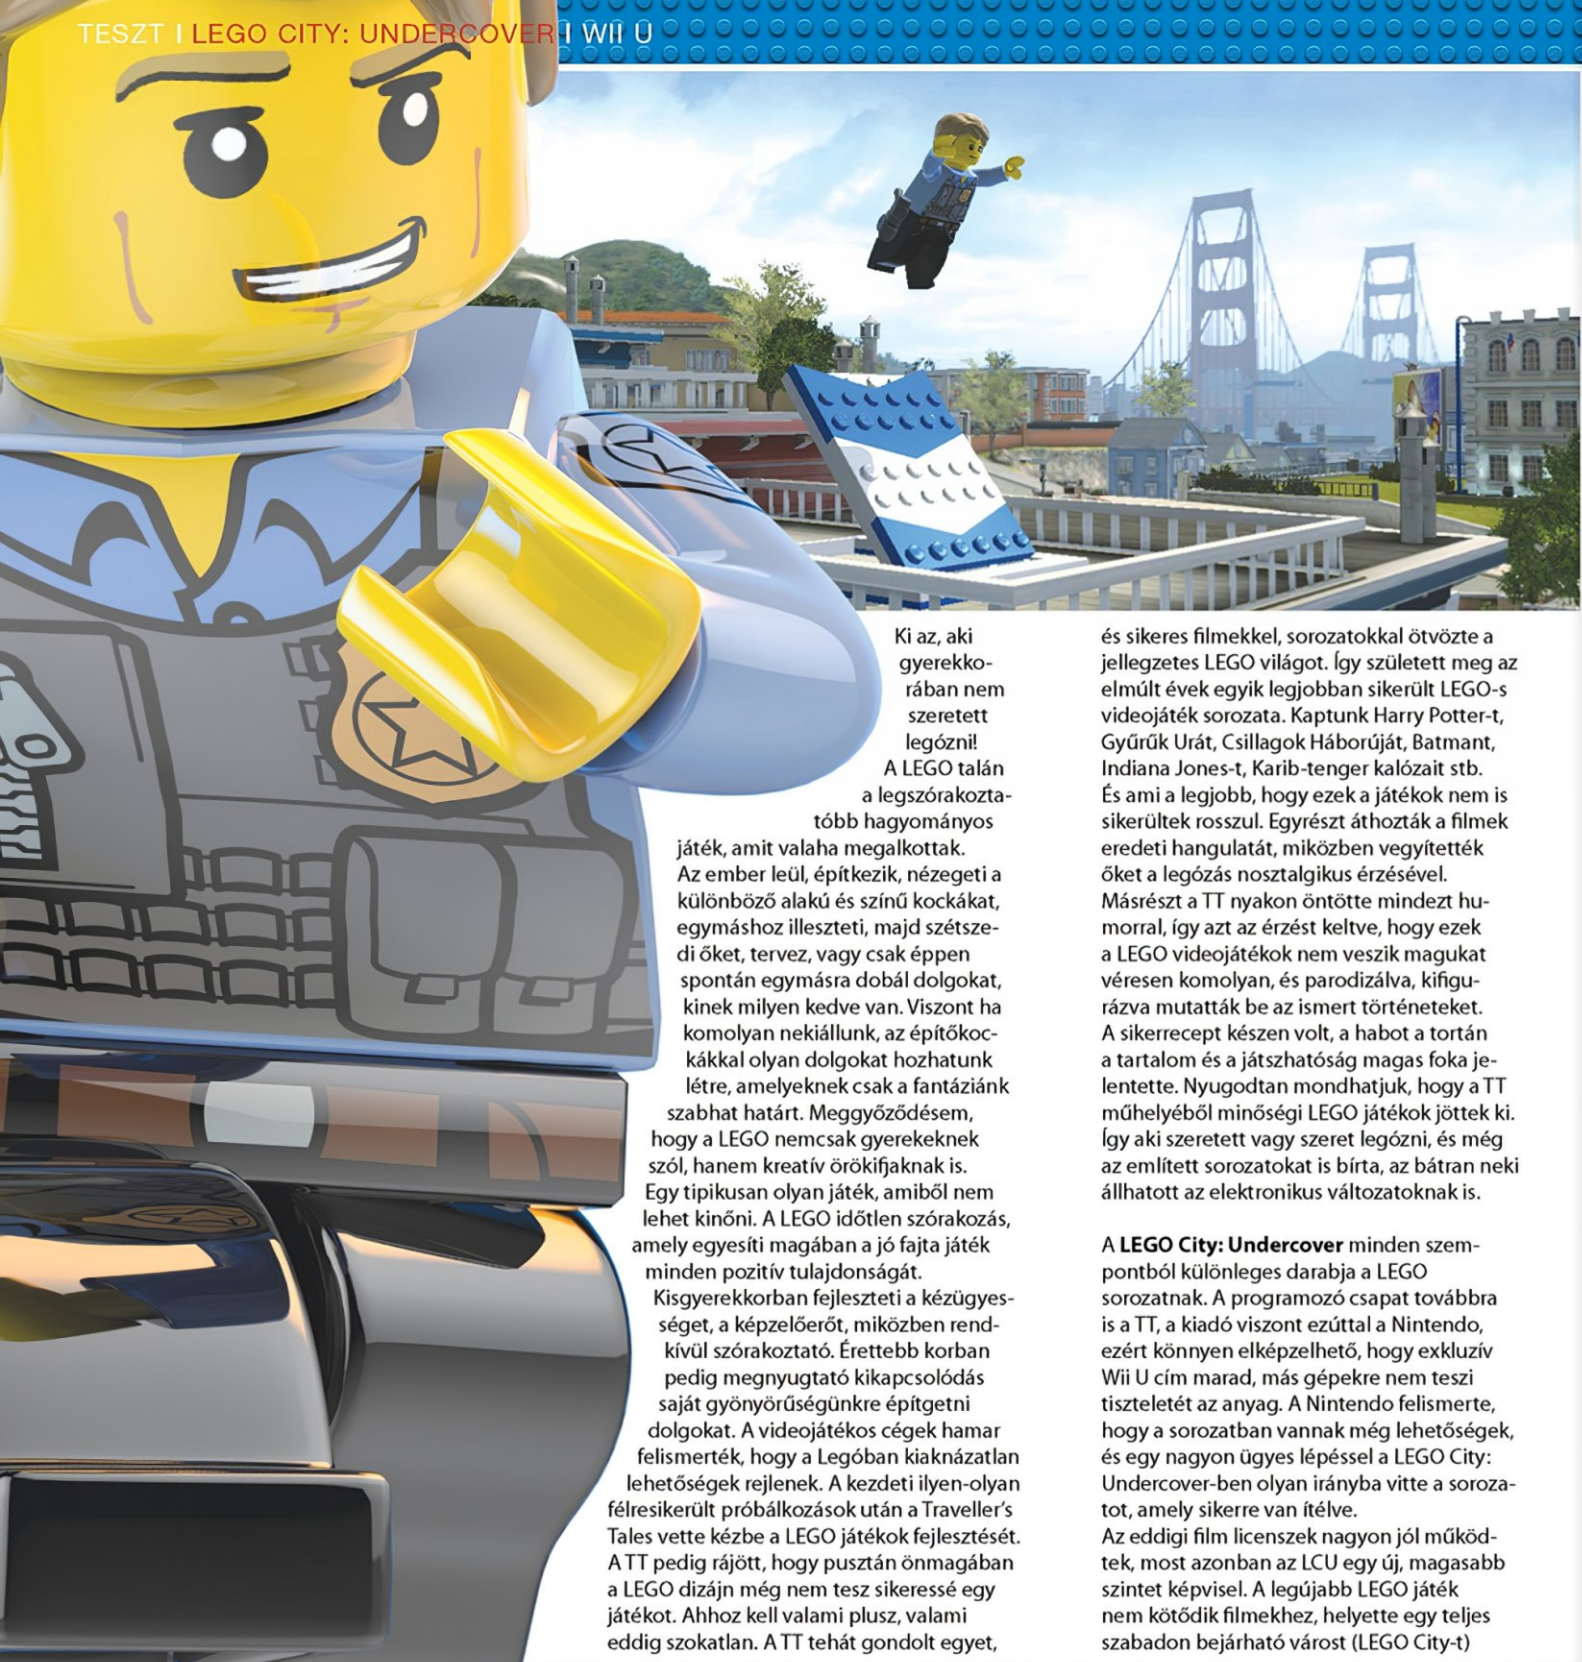 TESZT I LEGO CITY: UNDERCOVER I WII U
Ki az, aki
gyerekko-
rában nem
szeretett
legózni!
A LEGO talán
a legszórakozta-
tóbb hagyományos
játék, amit valaha megalkottak.
Az ember leül, építkezik, nézegeti a
különböző alakú és színű kockákat,
egymáshoz illeszteti, majd szétsze-
di őket, tervez, vagy csak éppen
spontán egymásra dobál dolgokat,
kinek milyen kedve van. Viszont ha
komolyan nekiállunk, az építőkoc-
kákkal olyan dolgokat hozhatunk
létre, amelyeknek csak a fantáziánk
szabhat határt. Meggyőződésem,
hogy a LEGO nemcsak gyerekeknek
szól, hanem kreatív örökifjaknak is.
Egy tipikusan olyan játék, amiből nem
lehet kinőni. A LEGO időtlen szórakozás,
amely egyesíti magában a jó fajta játék
minden pozitív tulajdonságát.
Kisgyerekkorban fejleszteti a kézügyes-
séget, a képzelőerőt, miközben rend-
kívül szórakoztató. Érettebb korban
pedig megnyugtató kikapcsolódás
saját gyönyörűségünkre építgetni
dolgokat. A videojátékos cégek hamar
felismerték, hogy a Legóban kiaknázatlan
lehetőségek rejlenek. A kezdeti ilyen-olyan
félresikerült próbálkozások után a Traveller's
Tales vette kézbe a LEGO játékok fejlesztését.
A TT pedig rájött, hogy pusztán önmagában
a LEGO dizájn még nem tesz sikeressé egy
játékot. Ahhoz kell valami plusz, valami
eddig szokatlan. A TT tehát gondolt egyet,
és sikeres filmekkel, sorozatokkal ötvözte a
jellegzetes LEGO világot. Így született meg az
elmúlt évek egyik legjobban sikerült LEGO-s
videojáték sorozata. Kaptunk Harry Potter-t,
Gyűrűk Urát, Csillagok Háborúját, Batmant,
Indiana Jones-t, Karib-tenger kalózait stb.
És ami a legjobb, hogy ezek a játékok nem is
sikerültek rosszul. Egyrészt áthozták a filmek
eredeti hangulatát, miközben vegyítették
őket a legózás nosztalgikus érzésével.
Másrészt a TT nyakon öntötte mindezt hu-
morral, így azt az érzést keltve, hogy ezek
a LEGO videojátékok nem veszik magukat
véresen komolyan, és parodizálva, kifigu-
rázva mutatták be az ismert történeteket.
A sikerrecept készen volt, a habot a tortán
a tartalom és a játszhatóság magas foka je-
lentette. Nyugodtan mondhatjuk, hogy a TT
műhelyéből minőségi LEGO játékok jöttek ki.
Így aki szeretett vagy szeret legózni, és még
az említett sorozatokat is bírta, az bátran neki
állhatott az elektronikus változatoknak is.
A LEGO City: Undercover minden szem-
pontból különleges darabja a LEGO
sorozatnak. A programozó csapat továbbra
is a TT, a kiadó viszont ezúttal a Nintendo,
ezért könnyen elképzelhető, hogy exkluzív
Wii U cím marad, más gépekre nem teszi
tiszteletét az anyag. A Nintendo felismerte,
hogy a sorozatban vannak még lehetőségek,
és egy nagyon ügyes lépéssel a LEGO City:
Undercover-ben olyan irányba vitte a soroza-
tot, amely sikerre van ítélve.
Az eddigi film licenszek nagyon jól működ-
tek, most azonban az LCU egy új, magasabb
szintet képvisel. A legújabb LEGO játék
nem kötődik filmekhez, helyette egy teljes
szabadon bejárható várost (LEGO City-t)